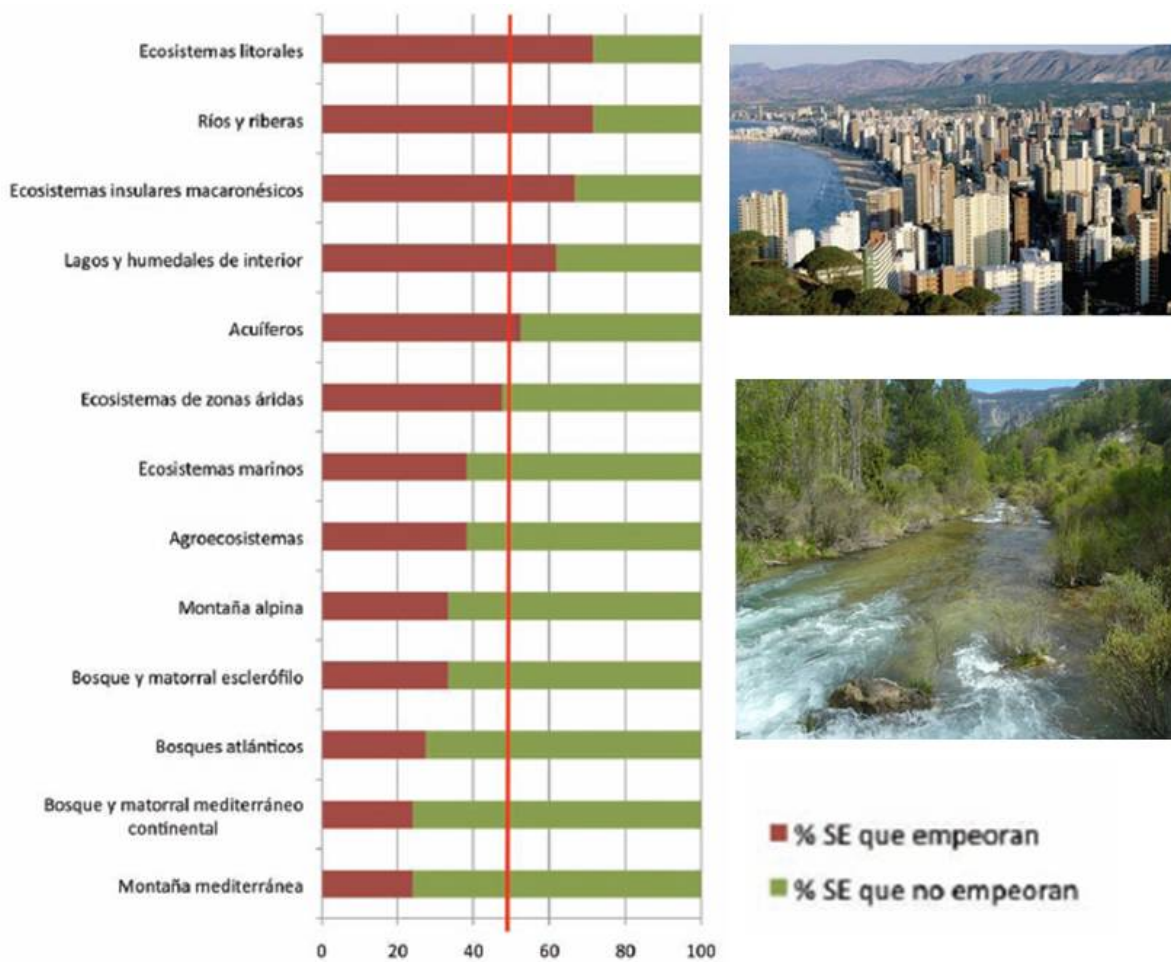 Ecosistemas litorales
Ríos y riberas
Ecosistemas insulares macaronésicos
Lagos y humedales de interior
Acuíferos
Ecosistemas de zonas áridas
Ecosistemas marinos
Agroecosistemas
Montaña alpina
Bosque y matorral esclerófilo
Bosques atlánticos
Bosque y matorral mediterráneo
continental
Montaña mediterránea
0 20 40 60 80 100
% SE que empeoran
% SE que no empeoran